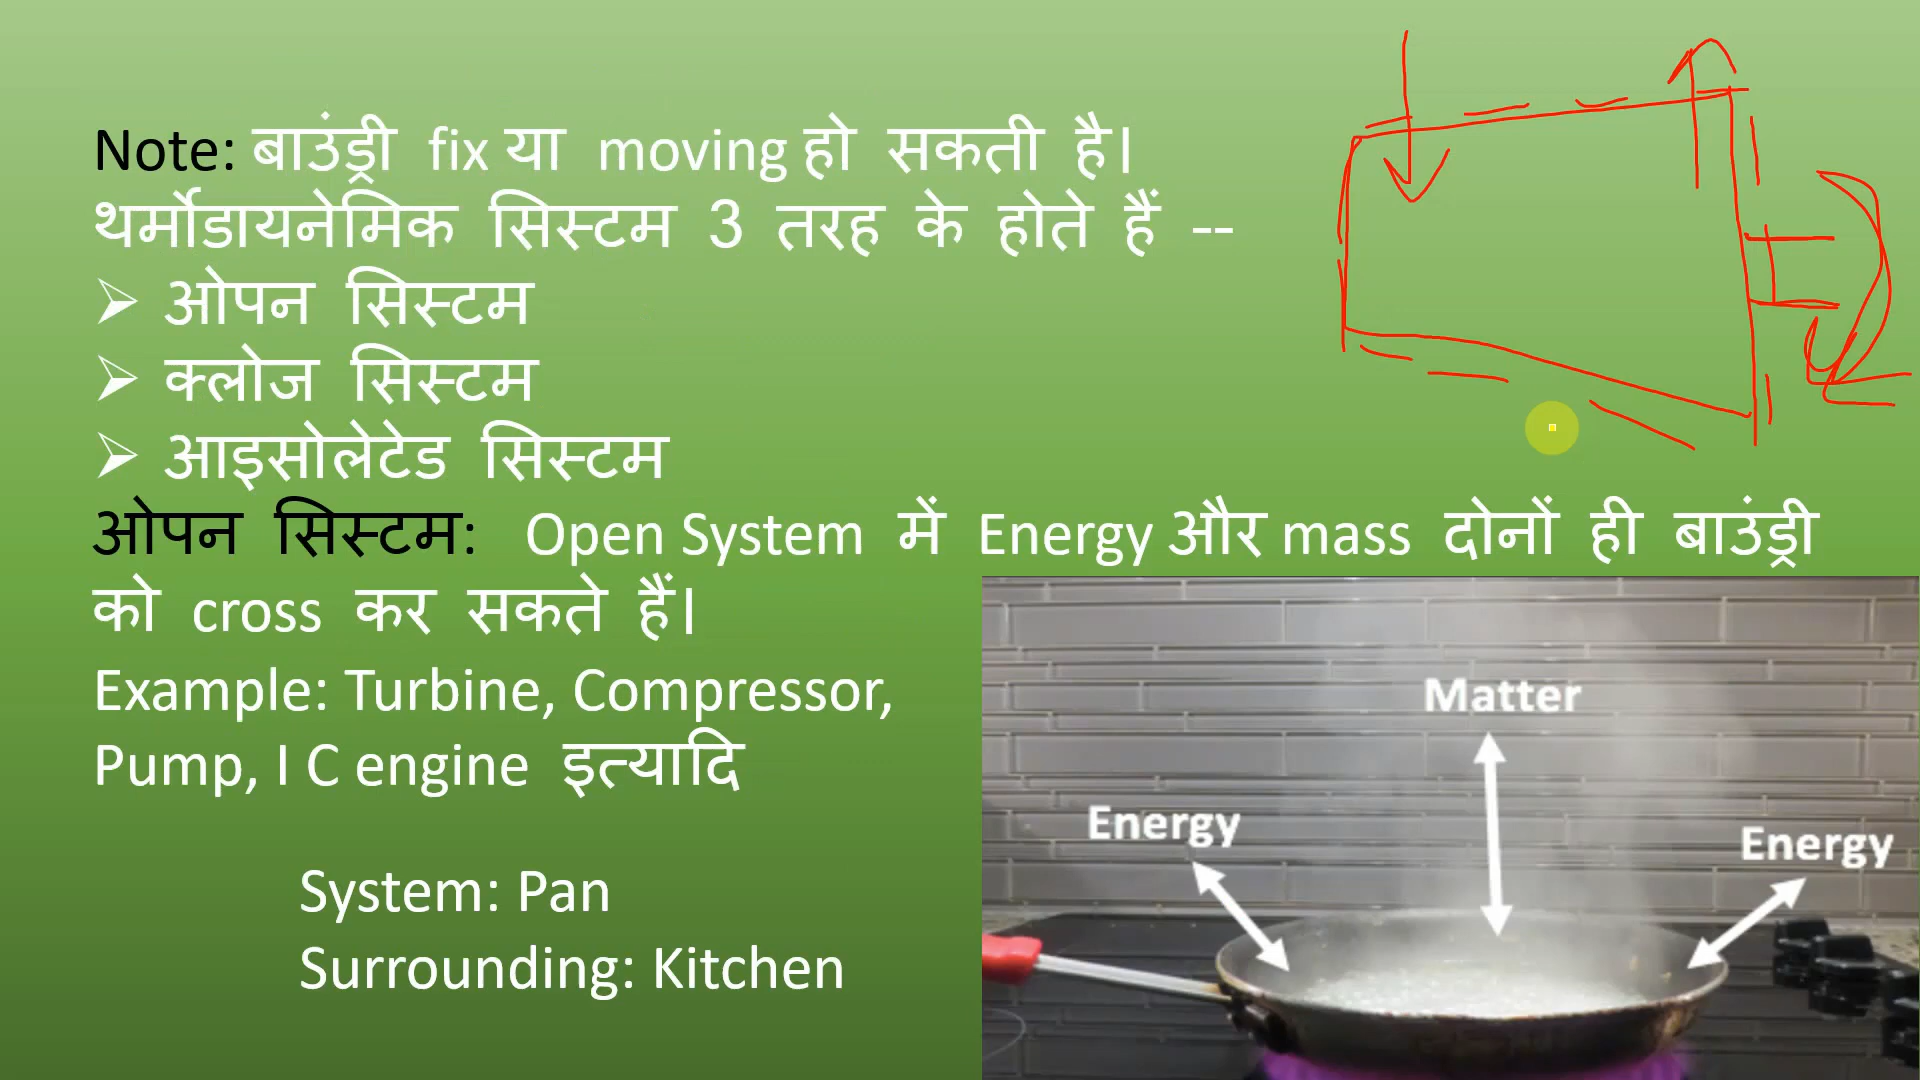 Note: बाउंड्री fix या moving हो सकती है।
थर्मोडायनेमिक सिस्टम 3 तरह के होते हैं --
➢ ओपन सिस्टम
➢ क्लोज सिस्टम
➢ आइसोलेटेड सिस्टम
ओपन सिस्टम: Open System में Energy और mass दोनों ही बाउंड्री
को cross कर सकते हैं।
Example: Turbine, Compressor,
Pump, I C engine इत्यादि
System: Pan
Surrounding: Kitchen
Matter
Energy
Energy